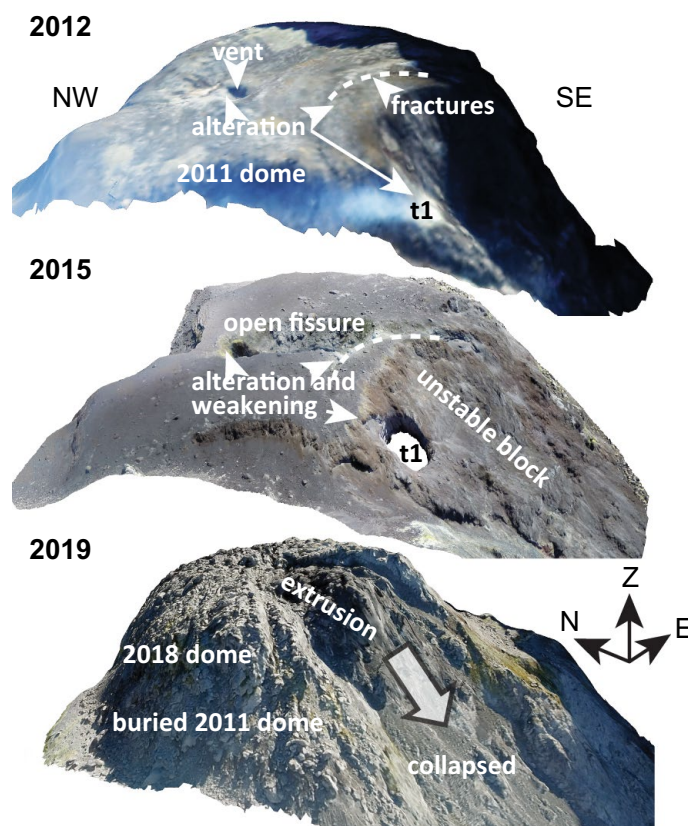 2012
vent
NW
SE
fractures
alteration
2011 dome
t1
2015
open fissure
alteration and
weakening
unstable block
t1
2019
extrusion
Z
N
E
2018 dome
buried 2011 dome
collapsed